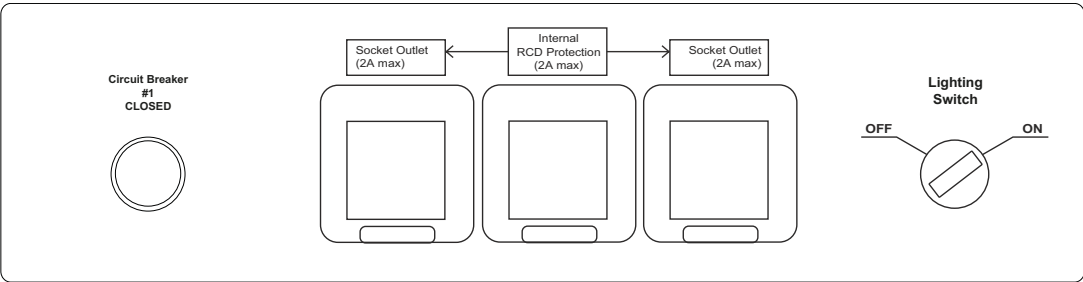 Circuit Breaker
#1
CLOSED
Socket Outlet
(2A max)
Internal
RCD Protection
(2A max)
Socket Outlet
(2A max)
Lighting
Switch
OFF
ON